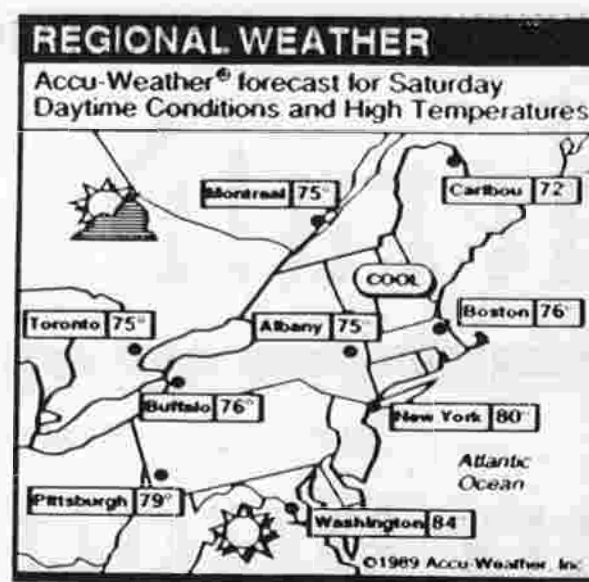 REGIONAL WEATHER
Accu-Weather® forecast for Saturday
Daytime Conditions and High Temperatures
Montreal 75°
Caribou 72°
COOL
Toronto 75°
Albany 75°
Boston 76°
Buffalo 76°
New York 80°
Atlantic
Ocean
Pittsburgh 79°
Washington 84°
©1989 Accu-Weather, Inc